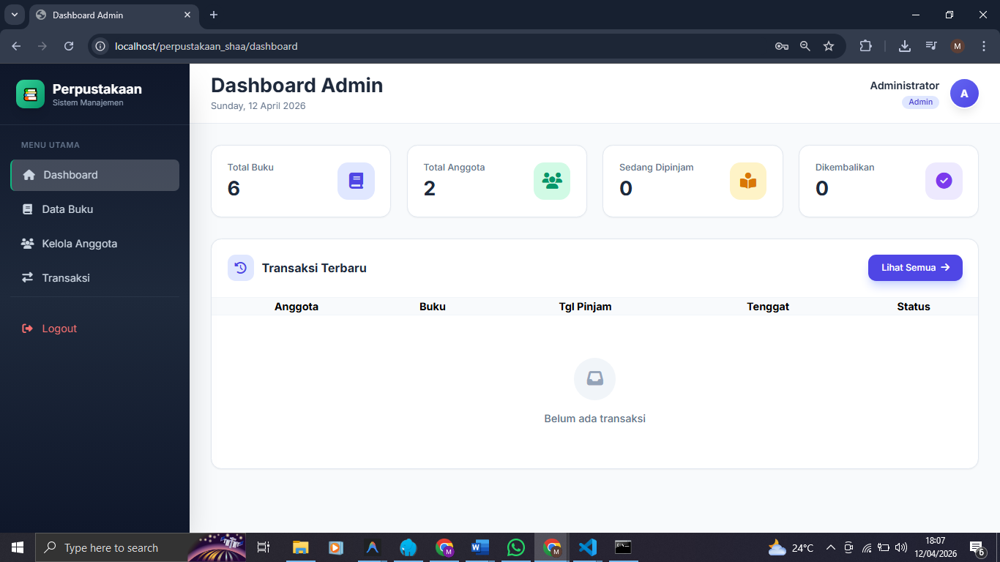 Dashboard Admin
localhost/perpustakaan_shaa/dashboard
M
Perpustakaan
Sistem Manajemen
MENU UTAMA
Dashboard
Data Buku
Kelola Anggota
Transaksi
Logout
Dashboard Admin
Sunday, 12 April 2026
Administrator
Admin
A
Total Buku
6
Total Anggota
2
Sedang Dipinjam
0
Dikembalikan
0
Transaksi Terbaru
Lihat Semua
Anggota Buku Tgl Pinjam Tenggat Status
Belum ada transaksi
Type here to search
24°C
18:07
12/04/2026
6